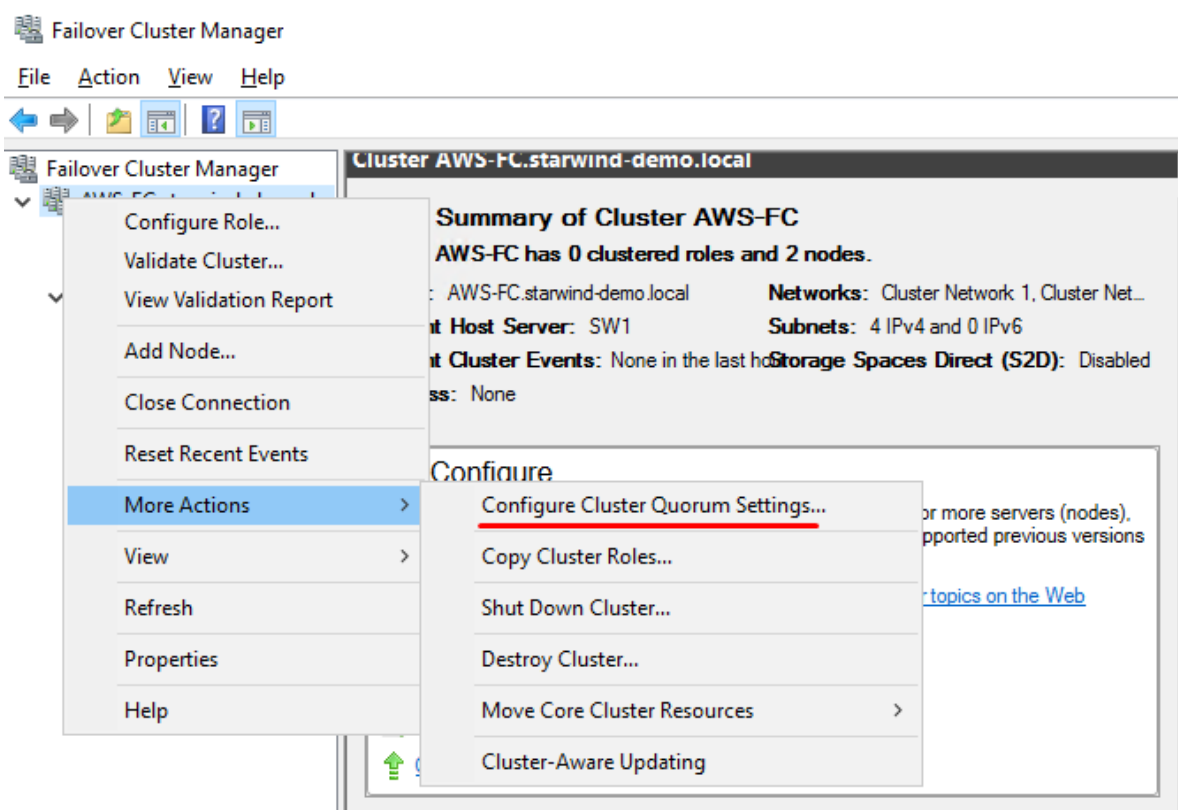 Failover Cluster Manager
File Action View Help
Failover Cluster Manager
Cluster AWS-FC.starwind-demo.local
Configure Role...
Validate Cluster...
View Validation Report
Add Node...
Close Connection
Reset Recent Events
More Actions
View
Refresh
Properties
Help
Summary of Cluster AWS-FC
AWS-FC has 0 clustered roles and 2 nodes.
: AWS-FC.starwind-demo.local Networks: Cluster Network 1, Cluster Net...
Host Server: SW1 Subnets: 4 IPv4 and 0 IPv6
Cluster Events: None in the last Storage Spaces Direct (S2D): Disabled
: None
Configure
or more servers (nodes),
previous versions
topics on the Web
Configure Cluster Quorum Settings...
Copy Cluster Roles...
Shut Down Cluster...
Destroy Cluster...
Move Core Cluster Resources
Cluster-Aware Updating